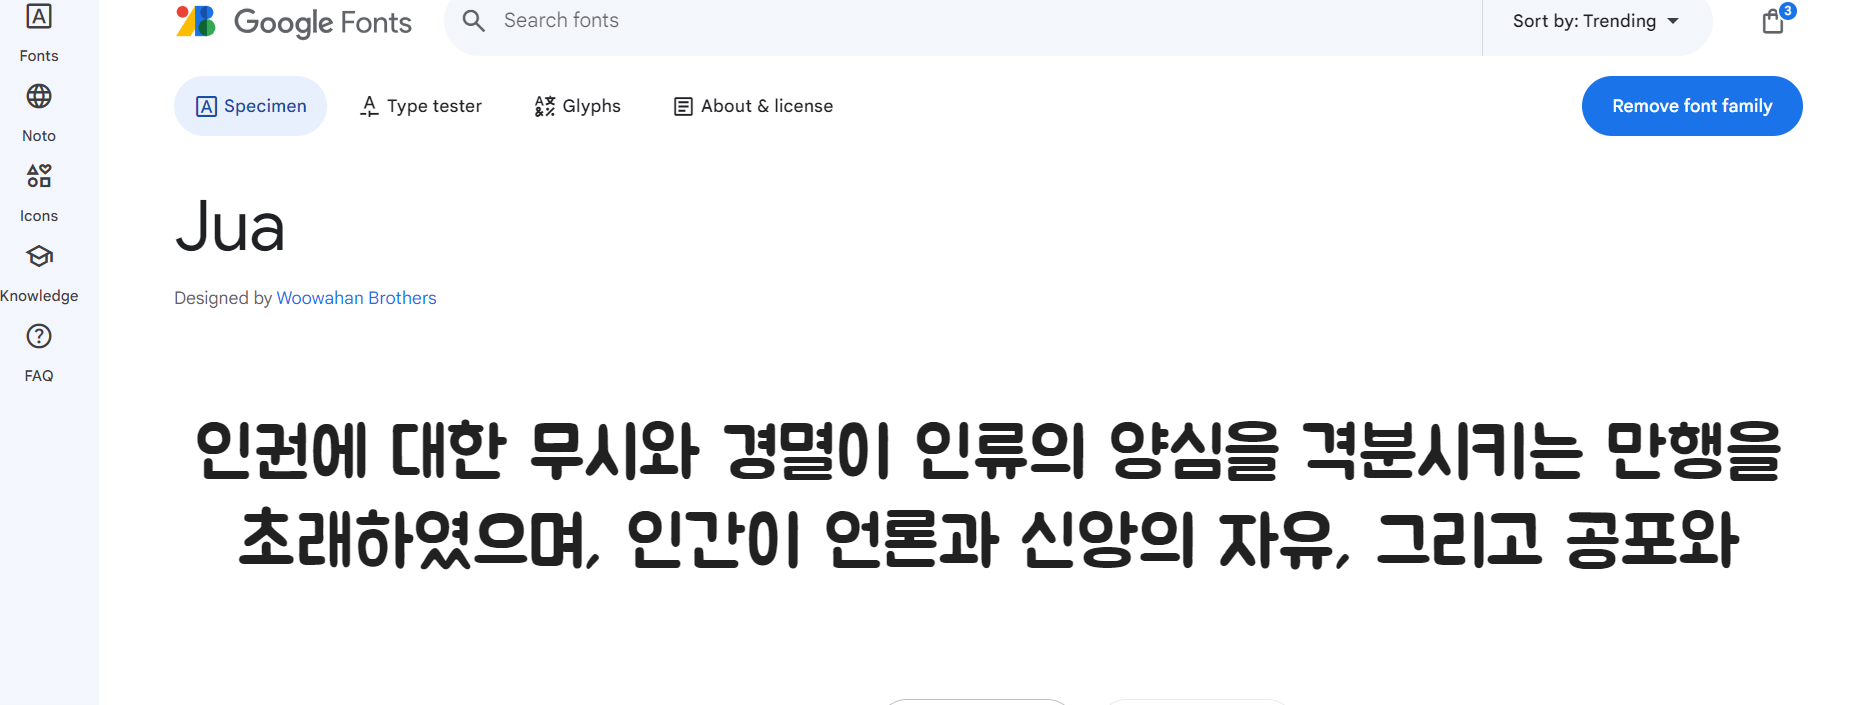 Fonts
Noto
Icons
Knowledge
FAQ
Google Fonts
Search fonts
Sort by: Trending
3
Specimen
Type tester
Glyphs
About & license
Remove font family
Jua
Designed by Woowahan Brothers
인권에 대한 무시와 경멸이 인류의 양심을 격분시키는 만행을
초래하였으며, 인간이 언론과 신앙의 자유, 그리고 공포와